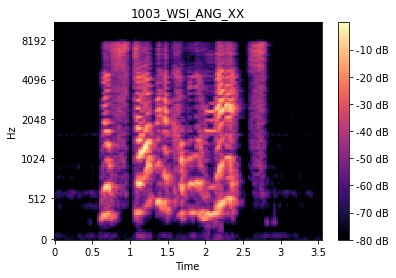 1003_WSI_ANG_XX
8192
4096
2048
1024
512
0
Hz
0 0.5 1 1.5 2 2.5 3 3.5
Time
-10 dB
-20 dB
-30 dB
-40 dB
-50 dB
-60 dB
-70 dB
-80 dB